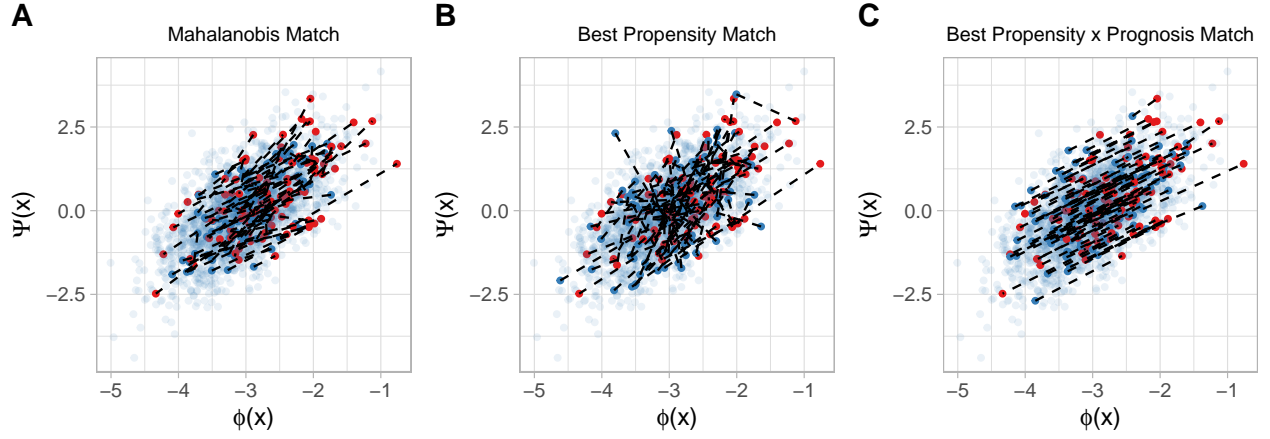 A
Mahalanobis Match
2.5
0.0
−2.5
Ψ(x)
−5 −4 −3 −2 −1
ϕ(x)
B
Best Propensity Match
2.5
0.0
−2.5
Ψ(x)
−5 −4 −3 −2 −1
ϕ(x)
C
Best Propensity x Prognosis Match
2.5
0.0
−2.5
Ψ(x)
−5 −4 −3 −2 −1
ϕ(x)